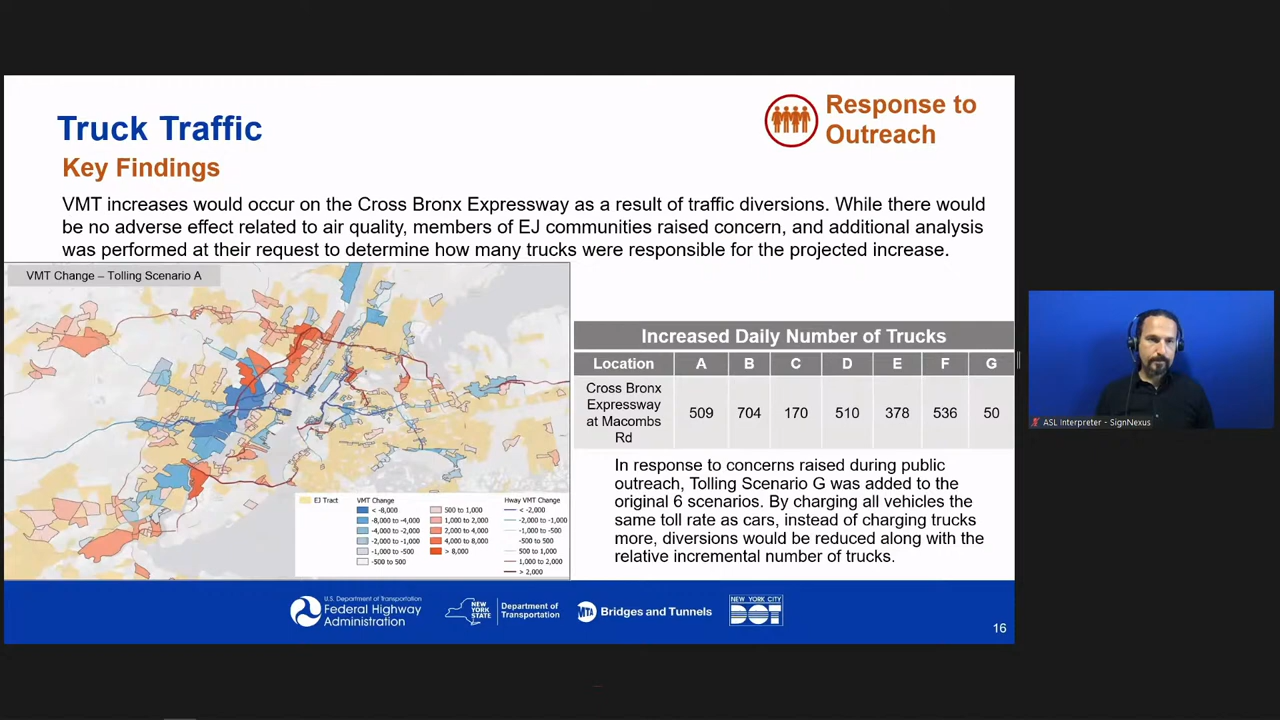 Truck Traffic
Key Findings
Response to
Outreach
VMT increases would occur on the Cross Bronx Expressway as a result of traffic diversions. While there would
be no adverse effect related to air quality, members of EJ communities raised concern, and additional analysis
was performed at their request to determine how many trucks were responsible for the projected increase.
VMT Change – Tolling Scenario A
EJ Tract
VMT Change
< -8,000
-8,000 to -4,000
-4,000 to -2,000
-2,000 to -1,000
-1,000 to -500
-500 to 500
500 to 1,000
1,000 to 2,000
2,000 to 4,000
4,000 to 8,000
> 8,000
Hwy VMT Change
< -2,000
-2,000 to -1,000
-1,000 to -500
-500 to 500
500 to 1,000
1,000 to 2,000
> 2,000
Increased Daily Number of Trucks
Location A B C D E F G
Cross Bronx
Expressway
at Macombs
Rd
509 704 170 510 378 536 50
In response to concerns raised during public
outreach, Tolling Scenario G was added to the
original 6 scenarios. By charging all vehicles the
same toll rate as cars, instead of charging trucks
more, diversions would be reduced along with the
relative incremental number of trucks.
U.S. Department of Transportation
Federal Highway
Administration
NEW
YORK
STATE
Department of
Transportation
MTA Bridges and Tunnels
NEW YORK CITY
DOT
16
ASL Interpreter - SignNexus